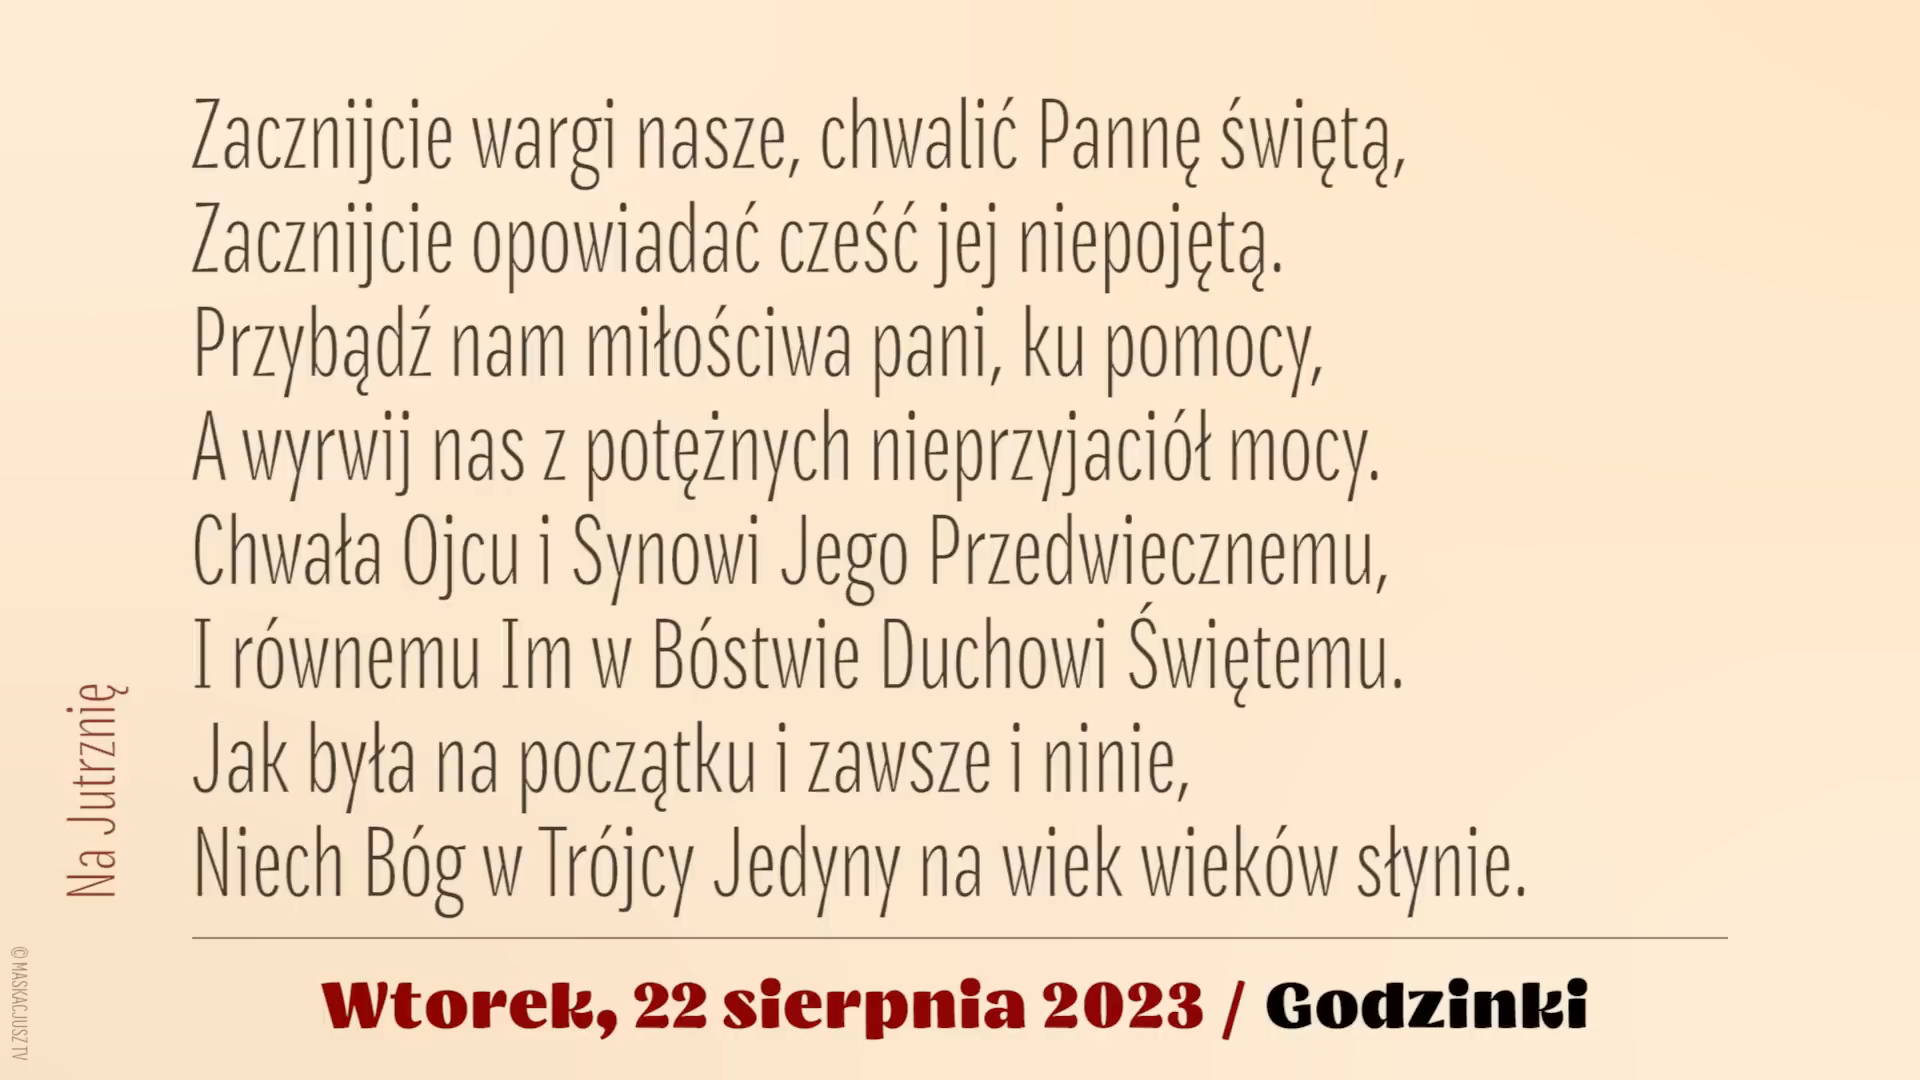 Zacznijcie wargi nasze, chwalić Pannę świętą,
Zacznijcie opowiadać cześć jej niepojętą.
Przybądź nam miłościwa pani, ku pomocy,
A wyrwij nas z potężnych nieprzyjaciół mocy.
Chwała Ojcu i Synowi Jego Przedwiecznemu,
I równemu Im w Bóstwie Duchowi Świętemu.
Jak była na początku i zawsze i ninie,
Niech Bóg w Trójcy Jedyny na wiek wieków słynie.
Na Jutrznię
© MASKACJUSZ TV
Wtorek, 22 sierpnia 2023 / Godzinki